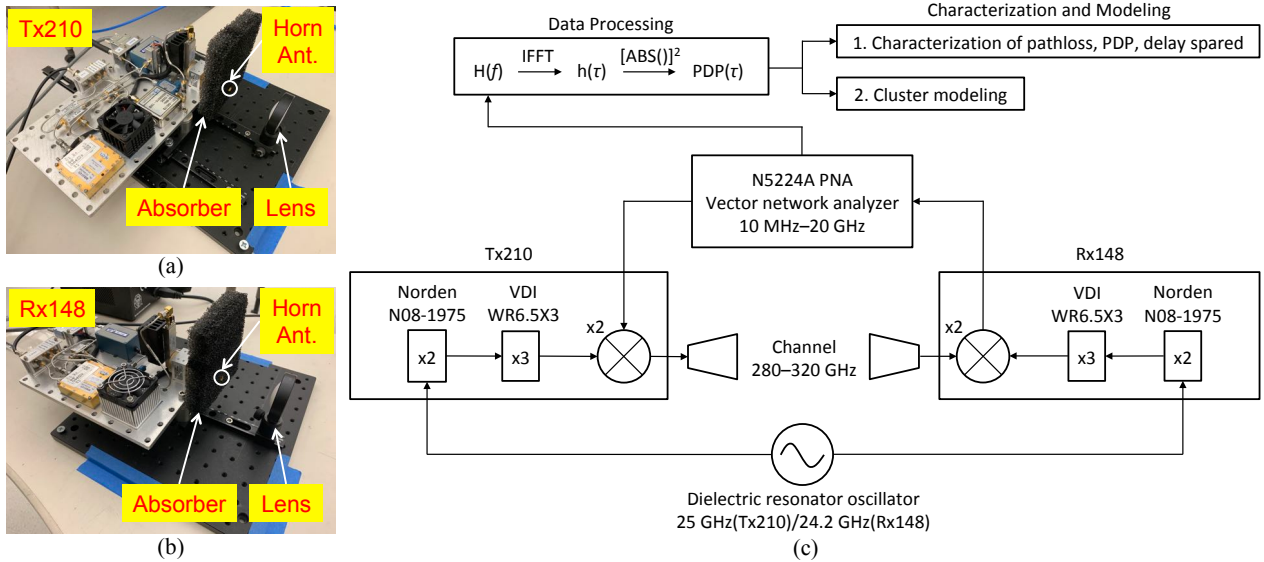 Tx210
Horn
Ant.
Absorber
Lens
(a)
Rx148
Horn
Ant.
Absorber
Lens
(b)
Data Processing
H(f) IFFT h(τ) [ABS()]² PDP(τ)
Characterization and Modeling
1. Characterization of pathloss, PDP, delay spared
2. Cluster modeling
N5224A PNA
Vector network analyzer
10 MHz–20 GHz
Tx210
Norden
N08-1975
x2
VDI
WR6.5X3
x3
x2
Channel
280–320 GHz
Rx148
x2
VDI
WR6.5X3
x3
Norden
N08-1975
x2
Dielectric resonator oscillator
25 GHz(Tx210)/24.2 GHz(Rx148)
(c)